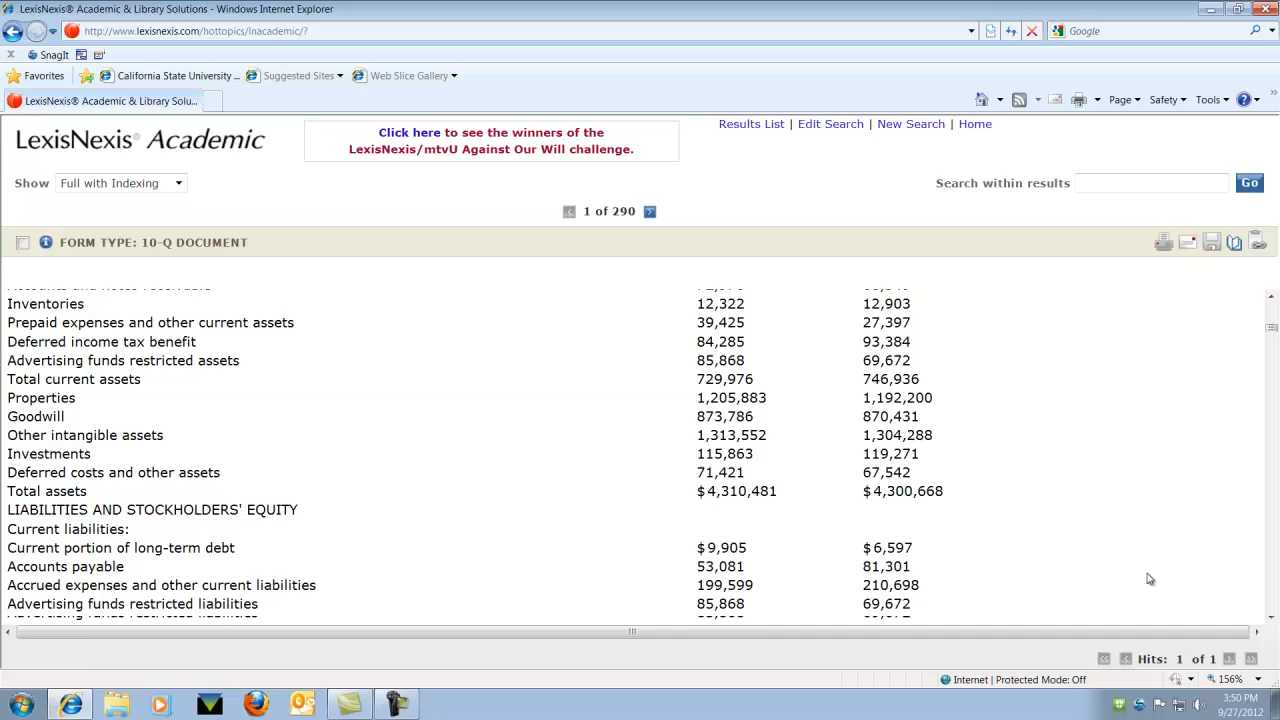 LexisNexis® Academic & Library Solutions - Windows Internet Explorer
http://www.lexisnexis.com/hottopics/lnacademic/?
Google
x SnagIt
Favorites California State University ... Suggested Sites Web Slice Gallery
LexisNexis® Academic & Library Solu...
Page Safety Tools
LexisNexis® Academic
Click here to see the winners of the
LexisNexis/mtvU Against Our Will challenge.
Results List | Edit Search | New Search | Home
Show Full with Indexing
Search within results Go
1 of 290
FORM TYPE: 10-Q DOCUMENT
Inventories 12,322 12,903
Prepaid expenses and other current assets 39,425 27,397
Deferred income tax benefit 84,285 93,384
Advertising funds restricted assets 85,868 69,672
Total current assets 729,976 746,936
Properties 1,205,883 1,192,200
Goodwill 873,786 870,431
Other intangible assets 1,313,552 1,304,288
Investments 115,863 119,271
Deferred costs and other assets 71,421 67,542
Total assets $4,310,481 $4,300,668
LIABILITIES AND STOCKHOLDERS' EQUITY
Current liabilities:
Current portion of long-term debt $9,905 $6,597
Accounts payable 53,081 81,301
Accrued expenses and other current liabilities 199,599 210,698
Advertising funds restricted liabilities 85,868 69,672
Hits: 1 of 1
Internet | Protected Mode: Off 156%
3:50 PM
9/27/2012